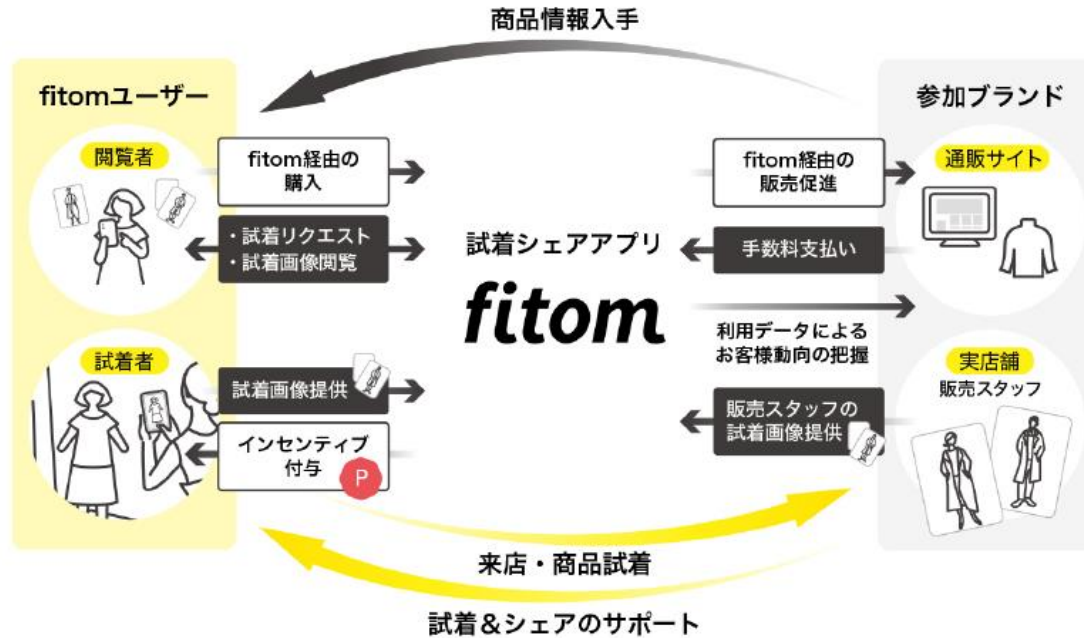 商品情報入手
fitomユーザー
閲覧者
fitom経由の
購入
・試着リクエスト
・試着画像閲覧
試着者
試着画像提供
インセンティブ
付与
P
試着シェアアプリ
fitom
参加ブランド
fitom経由の
販売促進
通販サイト
手数料支払い
利用データによる
お客様動向の把握
実店舗
販売スタッフ
販売スタッフの
試着画像提供
来店・商品試着
試着＆シェアのサポート